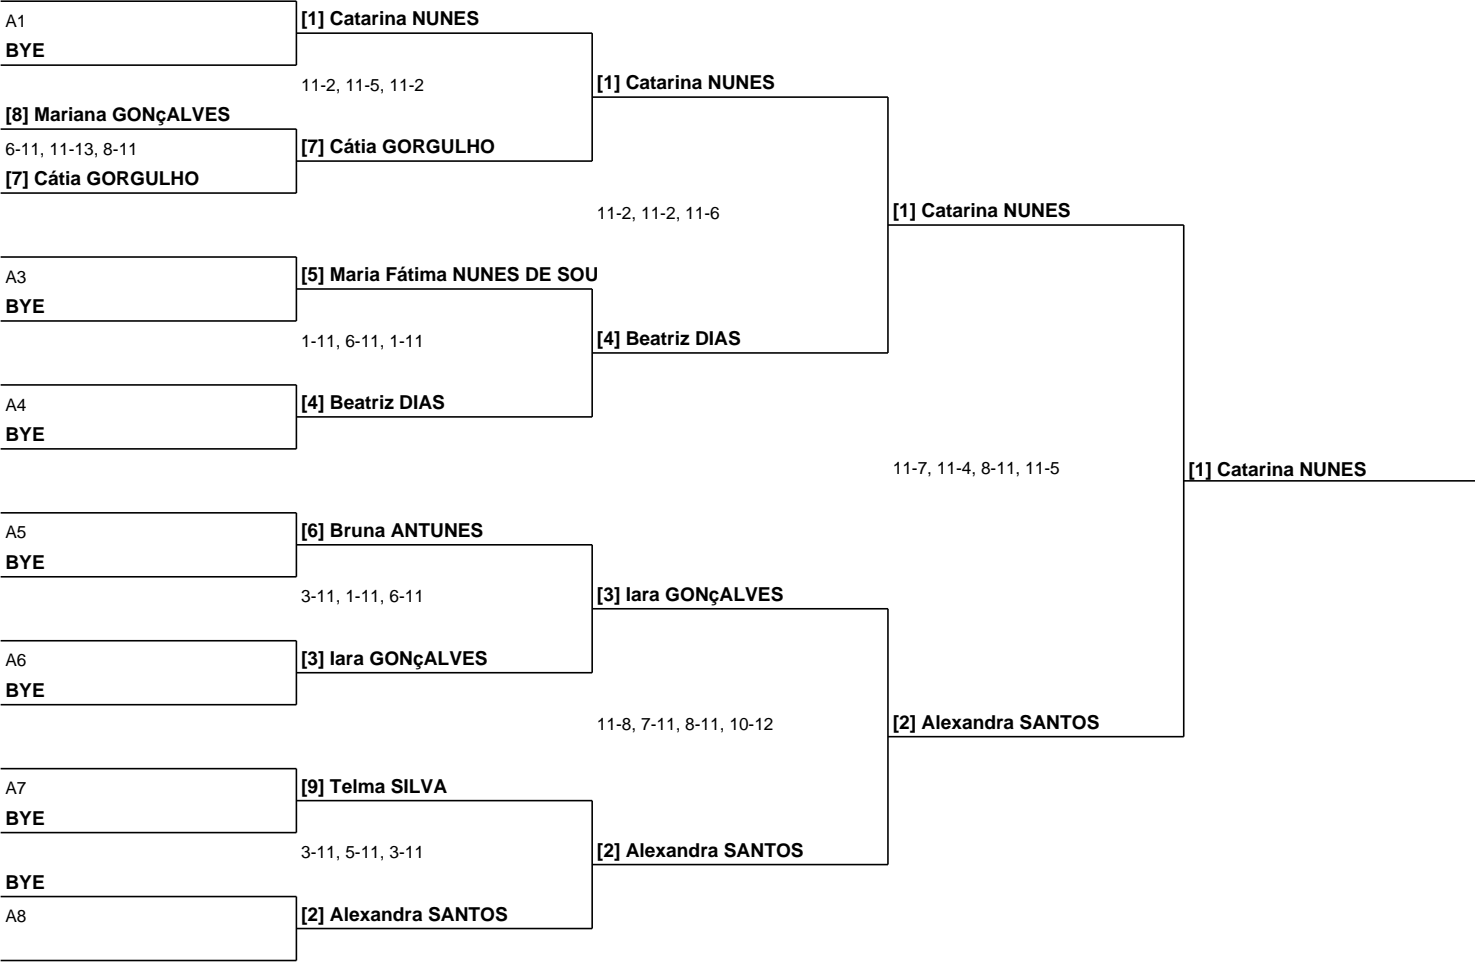 A1
BYE
[1] Catarina NUNES
11-2, 11-5, 11-2
[8] Mariana GONçALVES
6-11, 11-13, 8-11
[7] Cátia GORGULHO
[7] Cátia GORGULHO
[1] Catarina NUNES
11-2, 11-2, 11-6
A3
BYE
[5] Maria Fátima NUNES DE SOU
1-11, 6-11, 1-11
A4
BYE
[4] Beatriz DIAS
[4] Beatriz DIAS
[1] Catarina NUNES
11-7, 11-4, 8-11, 11-5
[1] Catarina NUNES
A5
BYE
[6] Bruna ANTUNES
3-11, 1-11, 6-11
A6
BYE
[3] Iara GONçALVES
[3] Iara GONçALVES
11-8, 7-11, 8-11, 10-12
[2] Alexandra SANTOS
A7
BYE
[9] Telma SILVA
3-11, 5-11, 3-11
BYE
A8
[2] Alexandra SANTOS
[2] Alexandra SANTOS